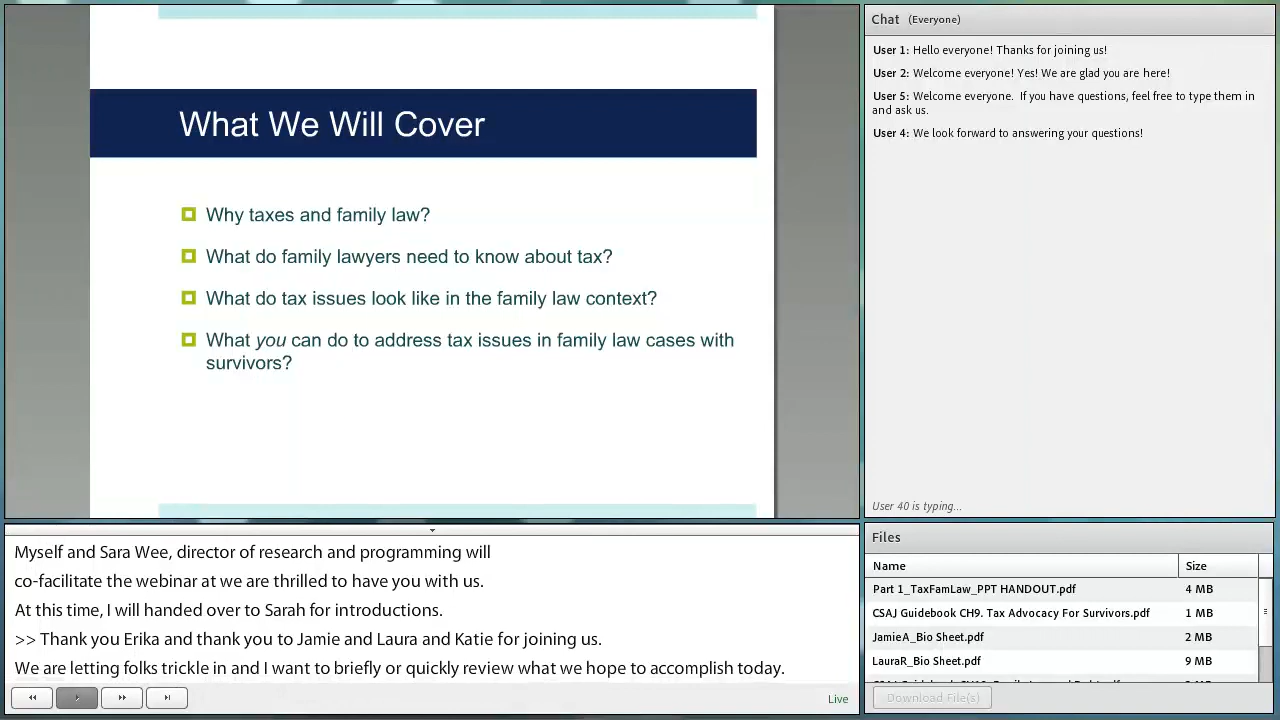 What We Will Cover
Why taxes and family law?
What do family lawyers need to know about tax?
What do tax issues look like in the family law context?
What you can do to address tax issues in family law cases with
survivors?
Myself and Sara Wee, director of research and programming will
co-facilitate the webinar at we are thrilled to have you with us.
At this time, I will handed over to Sarah for introductions.
>> Thank you Erika and thank you to Jamie and Laura and Katie for joining us.
We are letting folks trickle in and I want to briefly or quickly review what we hope to accomplish today.
Live
Chat (Everyone)
User 1: Hello everyone! Thanks for joining us!
User 2: Welcome everyone! Yes! We are glad you are here!
User 5: Welcome everyone.  If you have questions, feel free to type them in
and ask us.
User 4: We look forward to answering your questions!
User 40 is typing...
Files
Name Size
Part 1_TaxFamLaw_PPT HANDOUT.pdf 4 MB
CSAJ Guidebook CH9. Tax Advocacy For Survivors.pdf 1 MB
JamieA_Bio Sheet.pdf 2 MB
LauraR_Bio Sheet.pdf 9 MB
Download File(s)